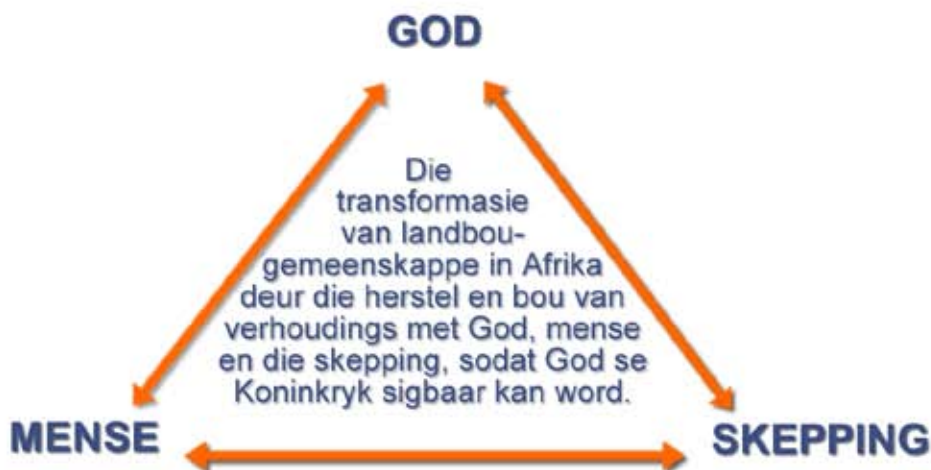 GOD
Die
transformasie
van landbou-
gemeenskappe in Afrika
deur die herstel en bou van
verhoudings met God, mense
en die skepping, sodat God se
Koninkryk sigbaar kan word.
MENSE
SKEPPING